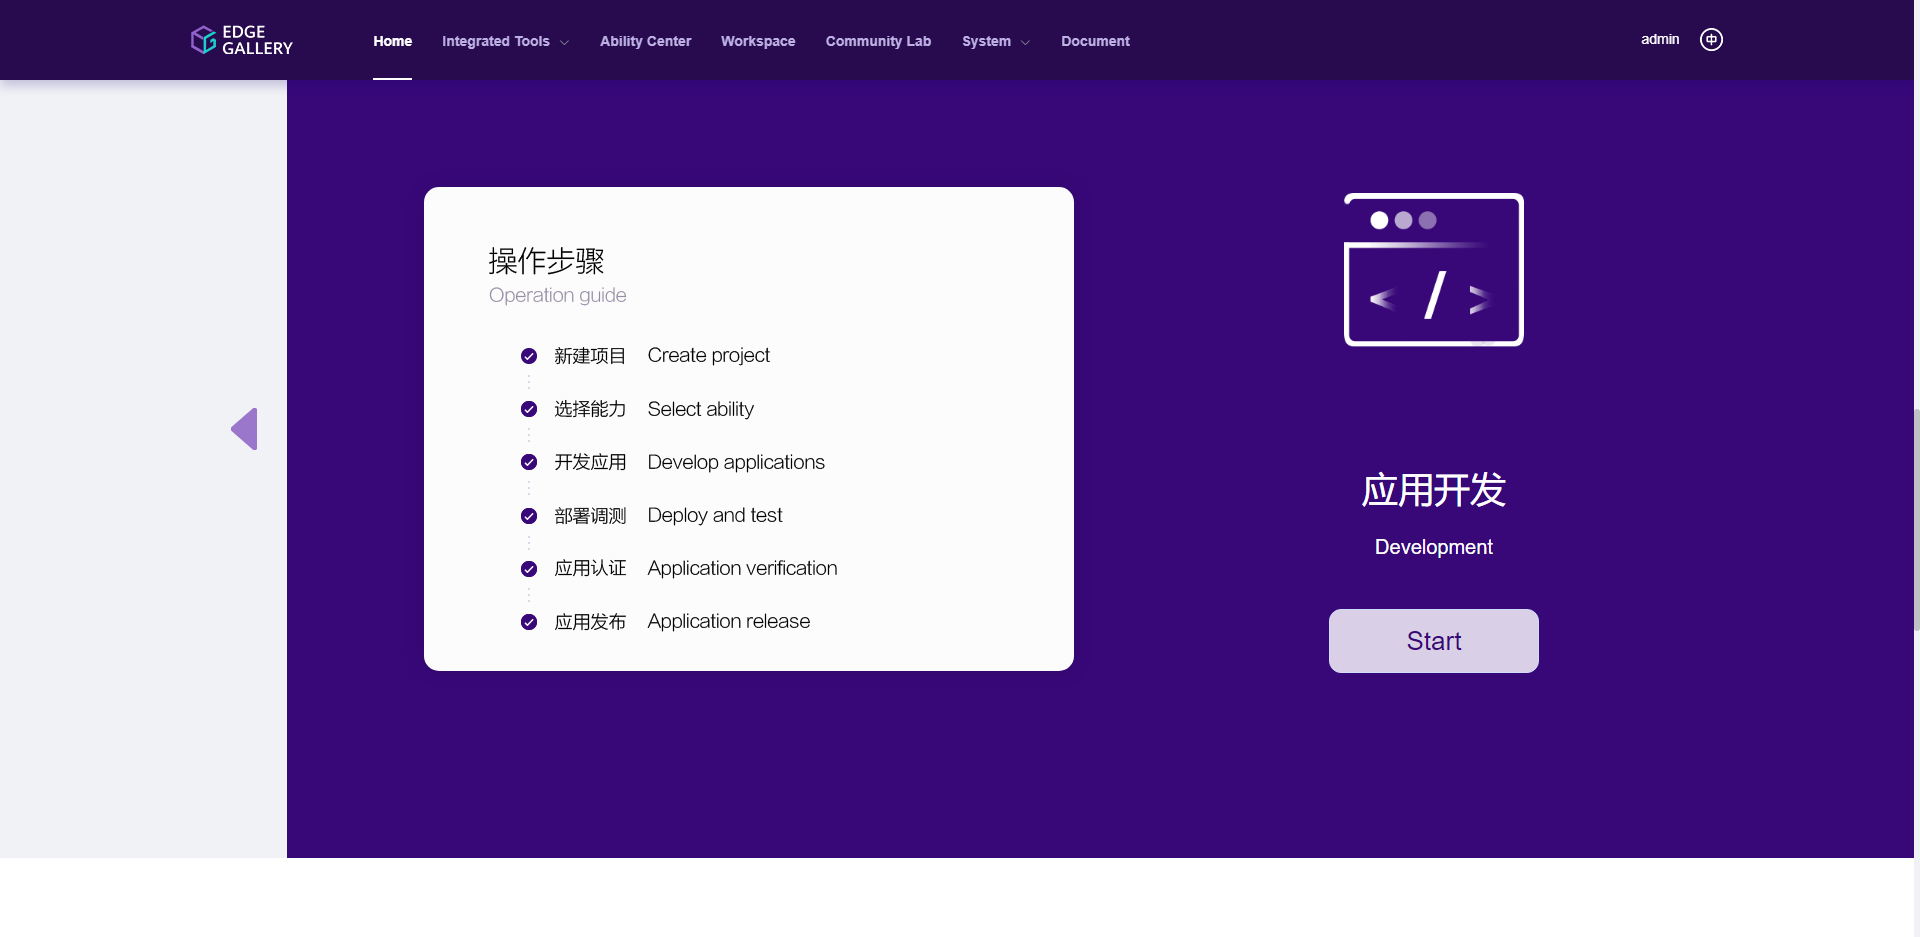 EDGE
GALLERY
Home Integrated Tools Ability Center Workspace Community Lab System Document admin 中
操作步骤
Operation guide
新建项目 Create project
选择能力 Select ability
开发应用 Develop applications
部署调测 Deploy and test
应用认证 Application verification
应用发布 Application release
< / >
应用开发
Development
Start